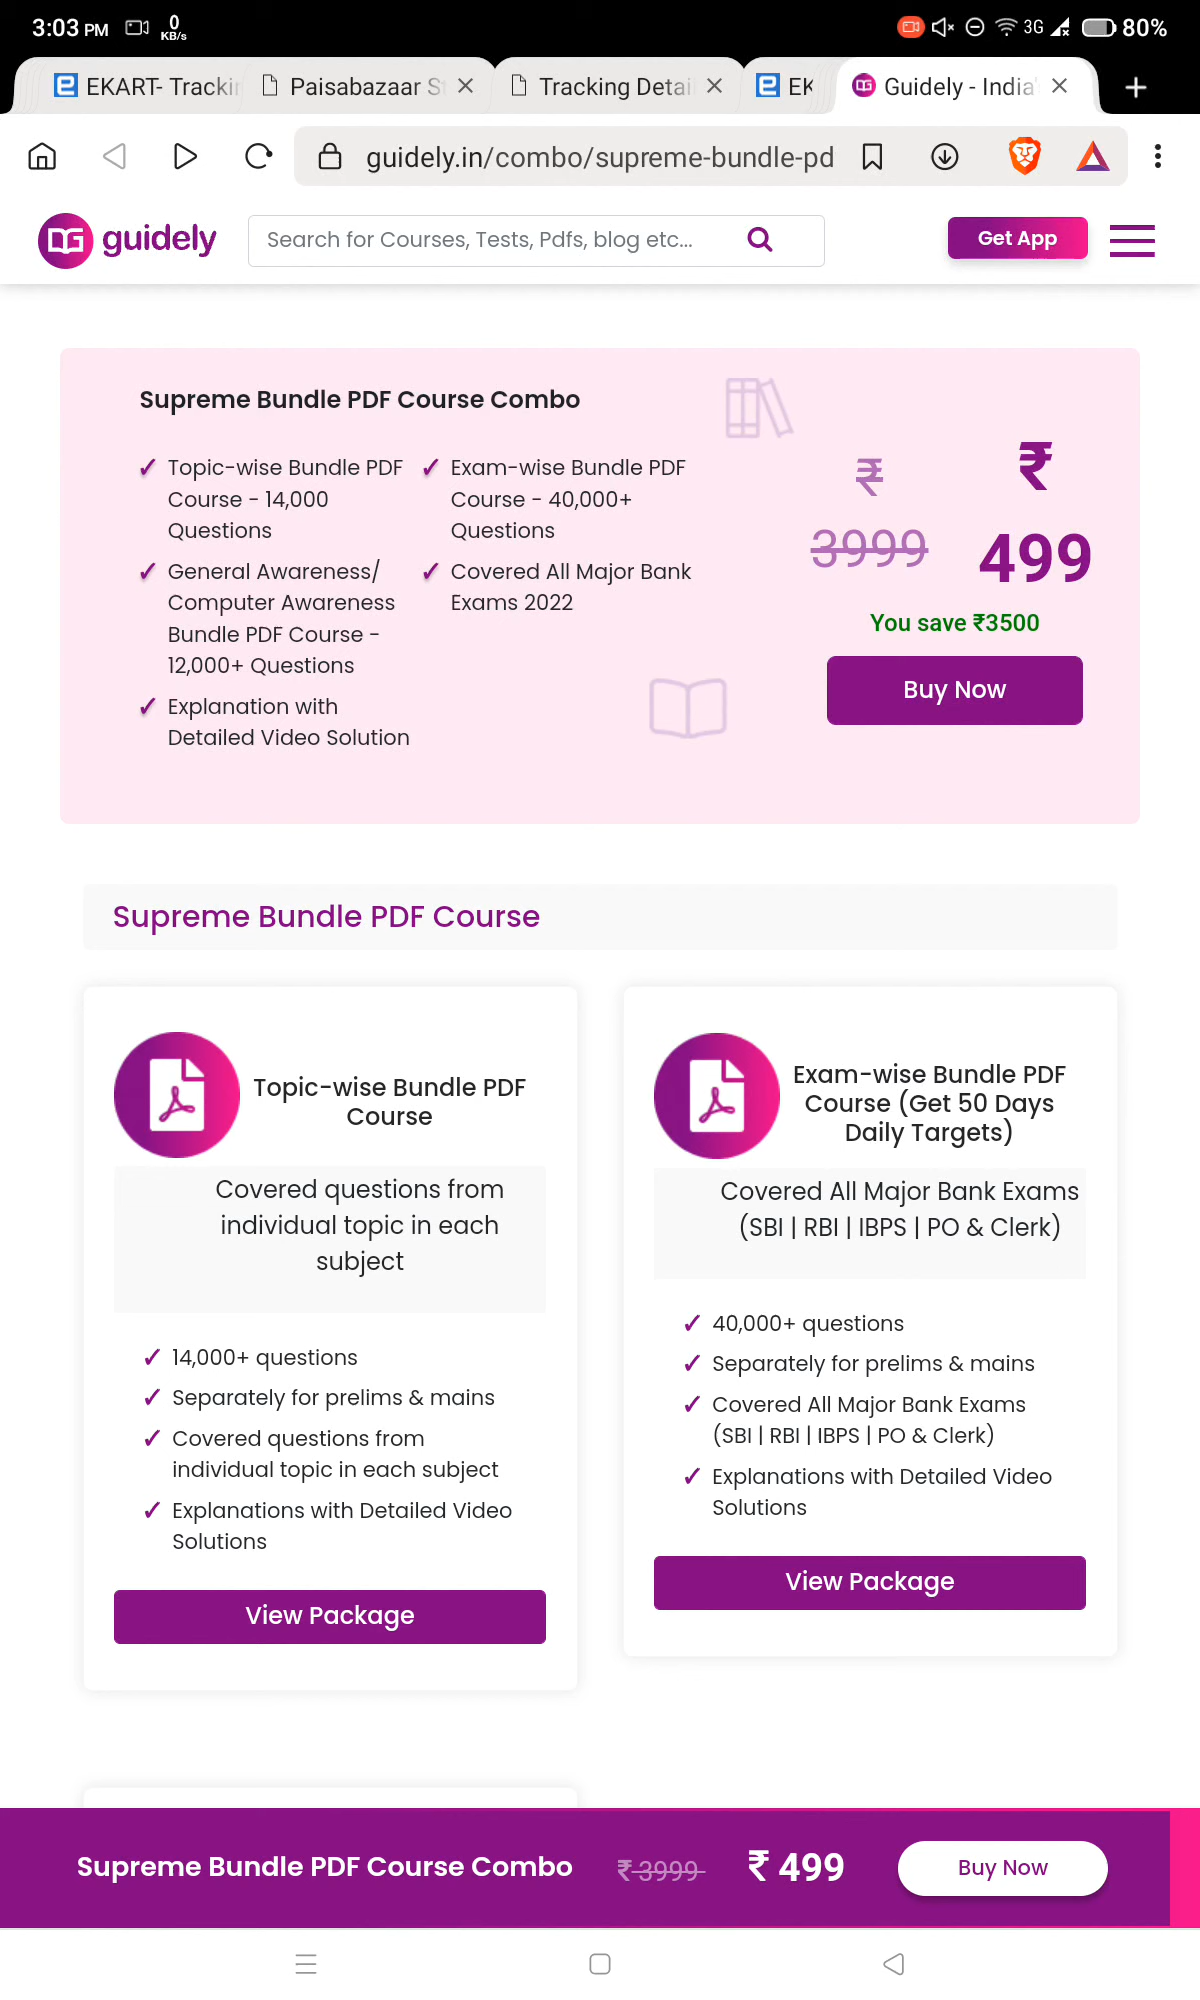 3:03 PM 0 KB/s 3G 80%
EKART- Trackin Paisabazaar S Tracking Detai EK Guidely - India'
guidely.in/combo/supreme-bundle-pd
guidely Search for Courses, Tests, Pdfs, blog etc... Get App
Supreme Bundle PDF Course Combo
✓ Topic-wise Bundle PDF
Course - 14,000
Questions
✓ General Awareness/
Computer Awareness
Bundle PDF Course -
12,000+ Questions
✓ Explanation with
Detailed Video Solution
✓ Exam-wise Bundle PDF
Course - 40,000+
Questions
✓ Covered All Major Bank
Exams 2022
₹
3999
₹
499
You save ₹3500
Buy Now
Supreme Bundle PDF Course
Topic-wise Bundle PDF
Course
Covered questions from
individual topic in each
subject
✓ 14,000+ questions
✓ Separately for prelims & mains
✓ Covered questions from
individual topic in each subject
✓ Explanations with Detailed Video
Solutions
View Package
Exam-wise Bundle PDF
Course (Get 50 Days
Daily Targets)
Covered All Major Bank Exams
(SBI | RBI | IBPS | PO & Clerk)
✓ 40,000+ questions
✓ Separately for prelims & mains
✓ Covered All Major Bank Exams
(SBI | RBI | IBPS | PO & Clerk)
✓ Explanations with Detailed Video
Solutions
View Package
Supreme Bundle PDF Course Combo ₹ 3999 ₹ 499 Buy Now